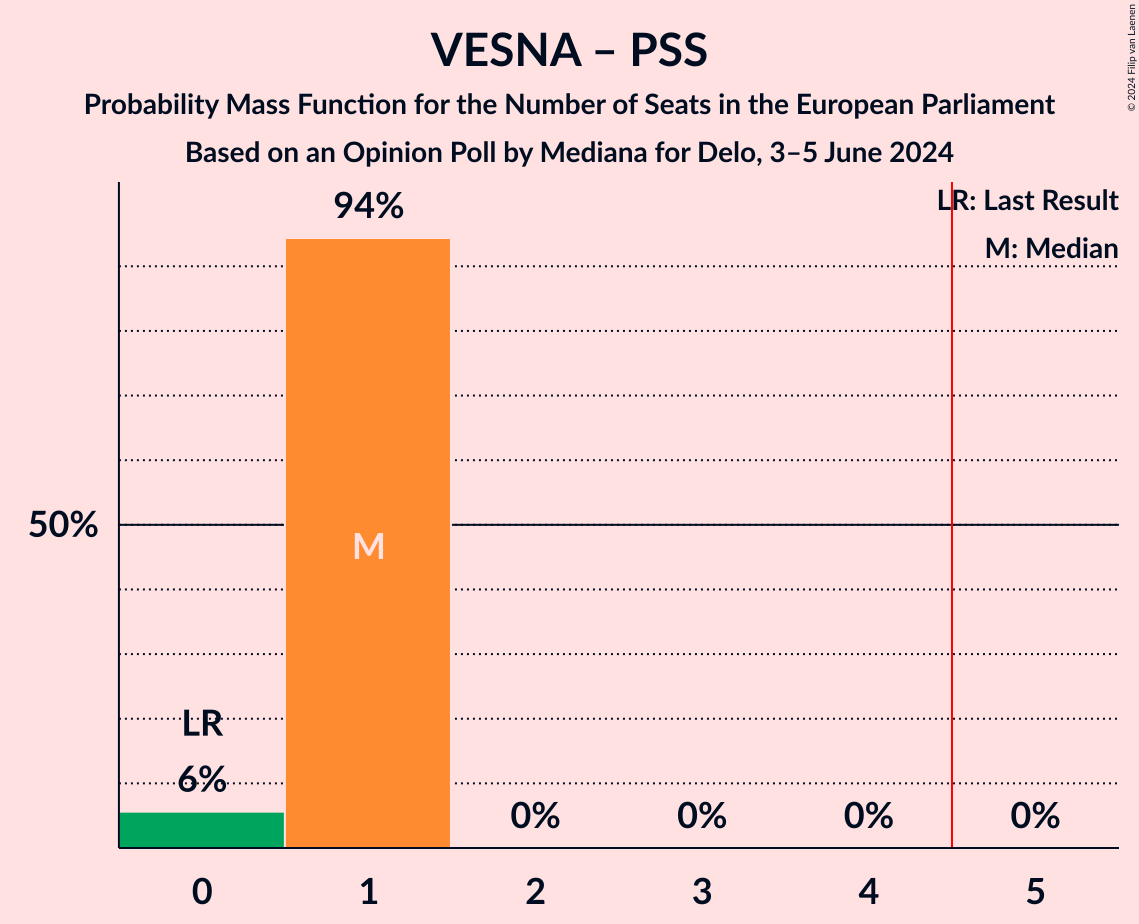 VESNA – PSS
Probability Mass Function for the Number of Seats in the European Parliament
Based on an Opinion Poll by Mediana for Delo, 3–5 June 2024
© 2024 Filip van Laenen
LR: Last Result
M: Median
94%
50%
M
LR
6%
0%
0%
0%
0%
0
1
2
3
4
5